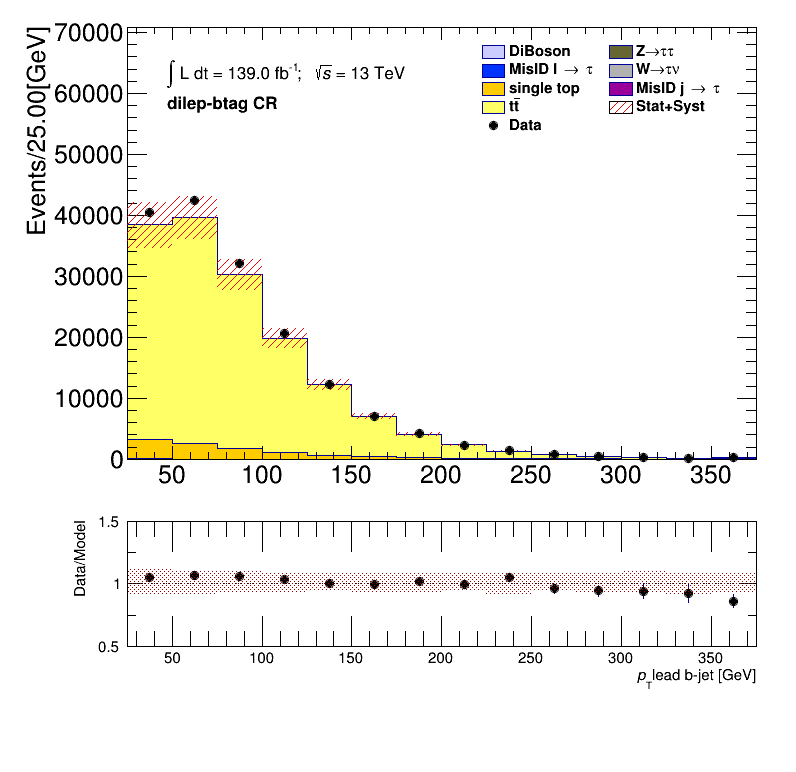 Events/25.00[GeV]
70000
60000
50000
40000
30000
20000
10000
0
∫ L dt = 139.0 fb⁻¹; √s = 13 TeV
dilep-btag CR
DiBoson
Z→ττ
MisID l → τ
W→τν
single top
MisID j → τ
tt̄
Stat+Syst
Data
50 100 150 200 250 300 350
Data/Model
1.5
1
0.5
50 100 150 200 250 300 350
p_T lead b-jet [GeV]